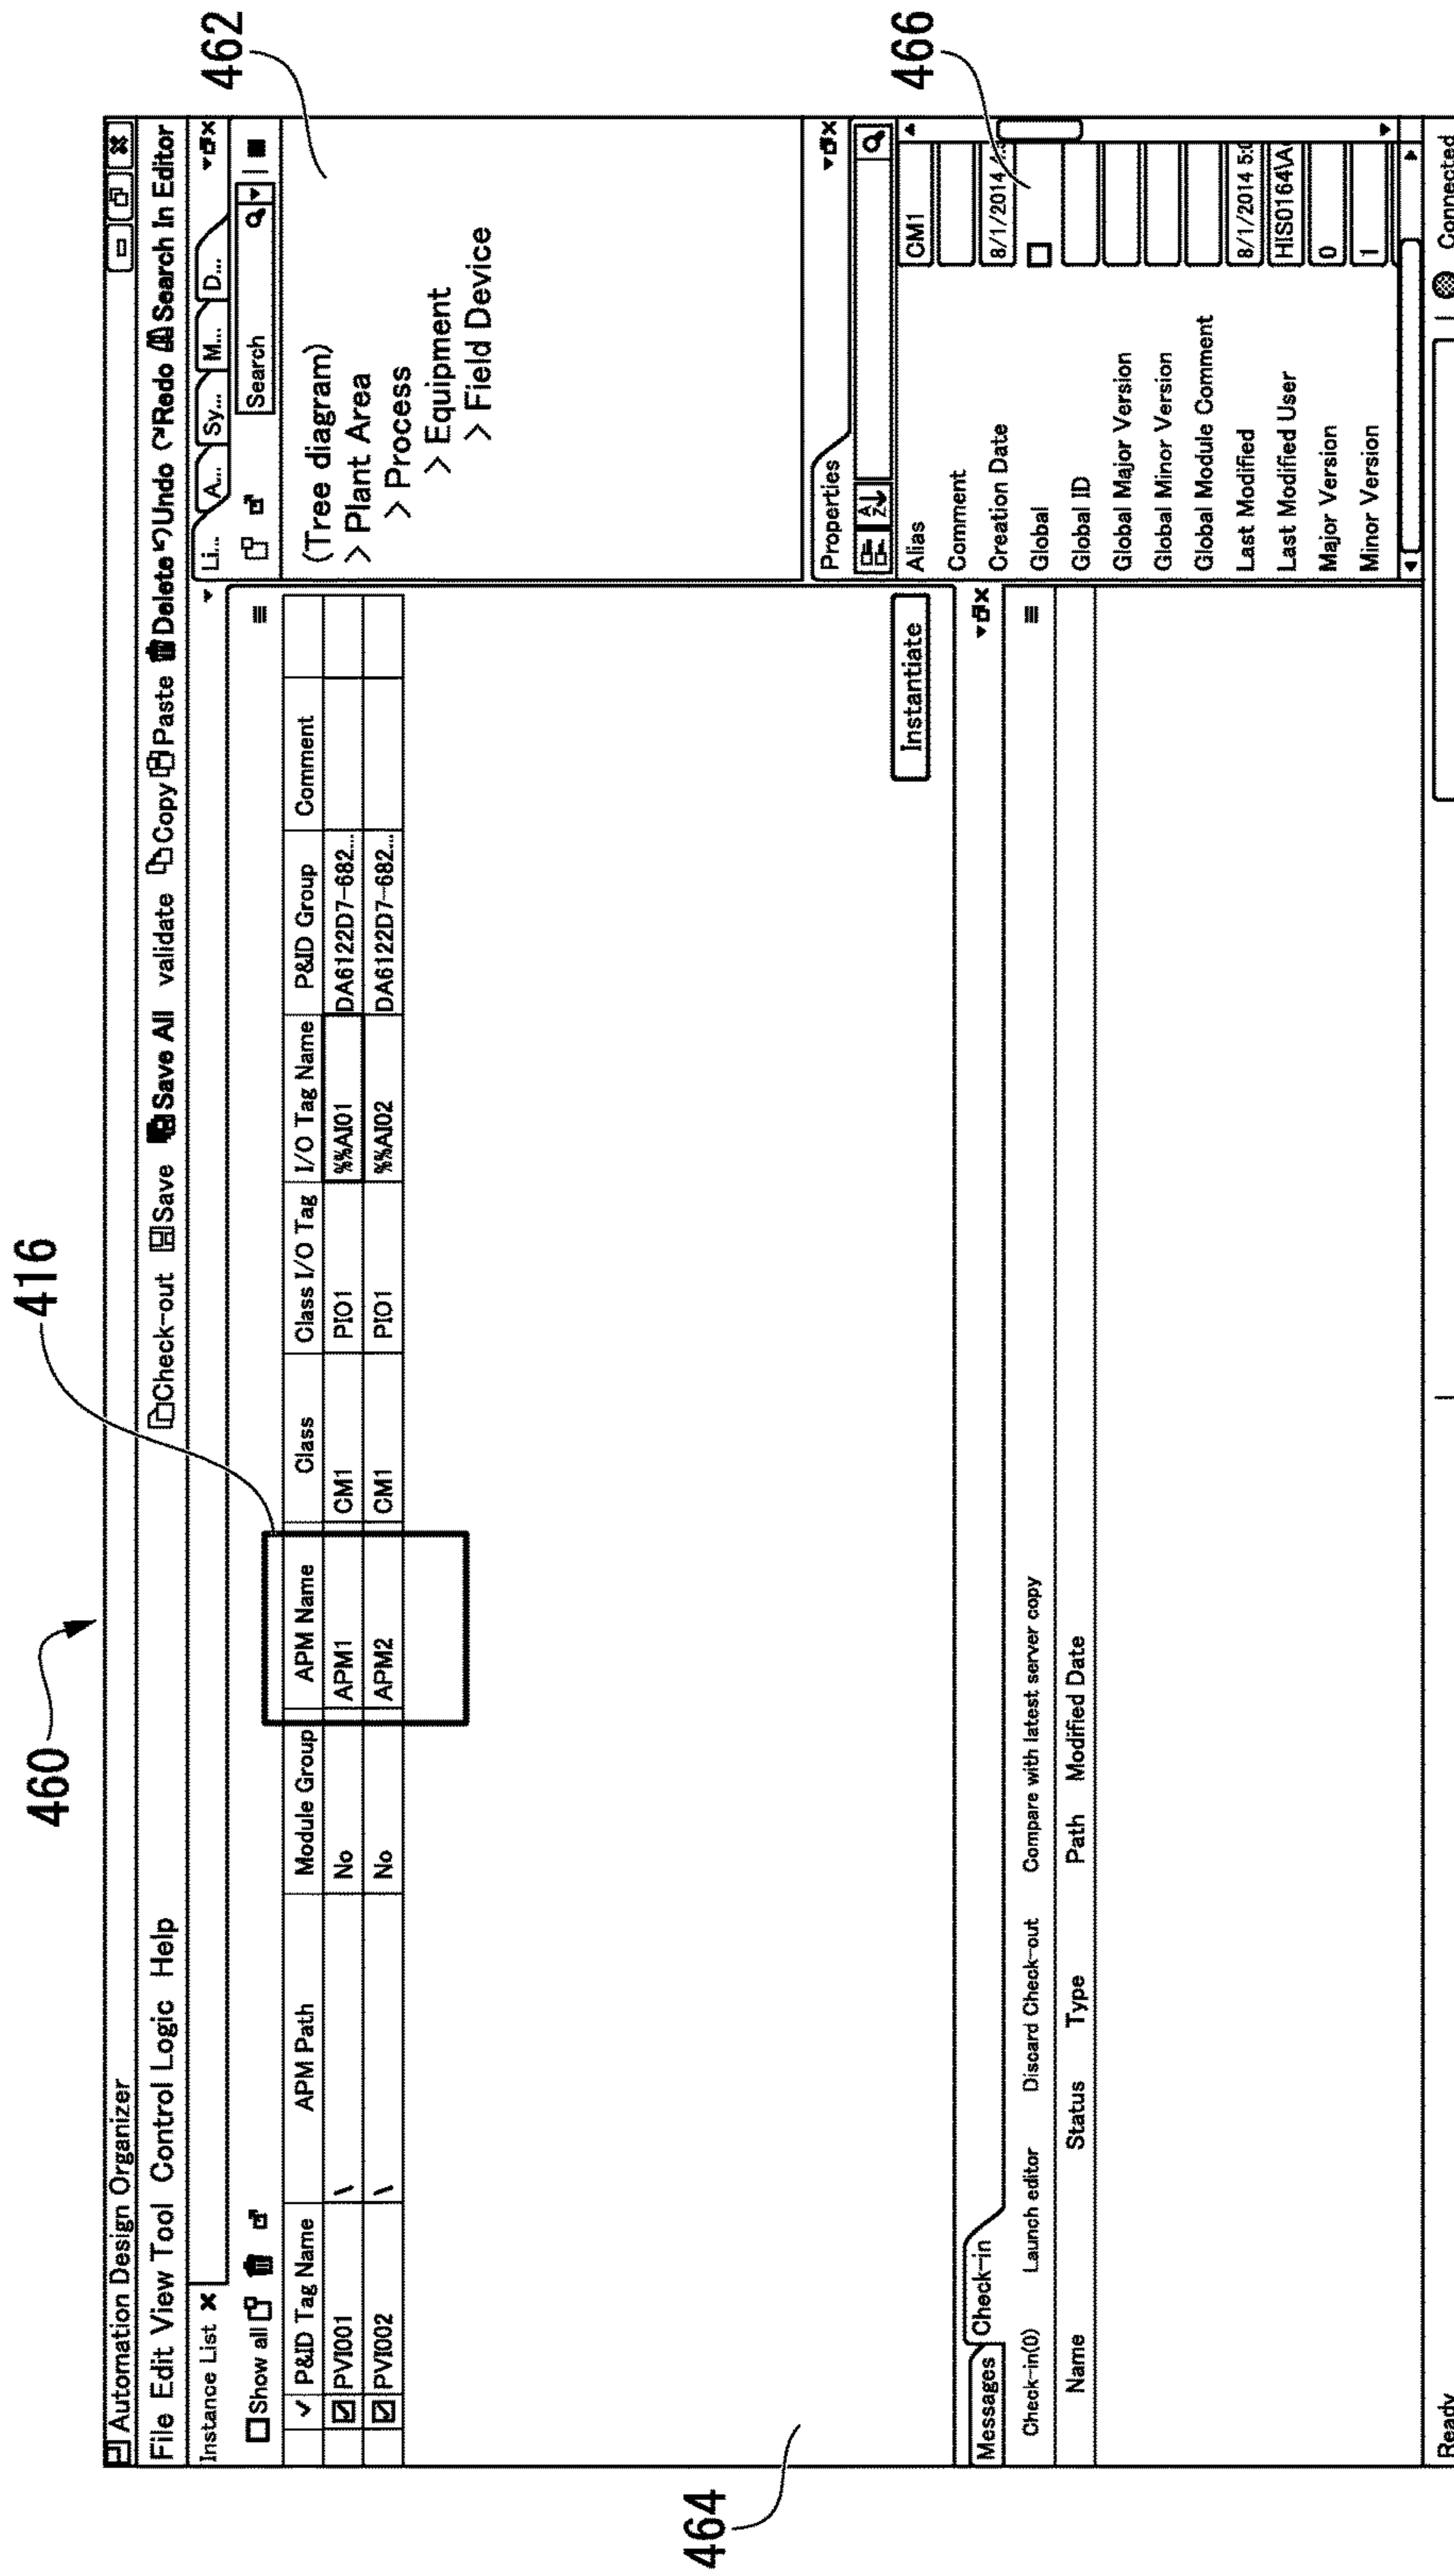 460
416
462
466
464
Automation Design Organizer
File Edit View Tool Control Logic Help
Check-out Save Save All validate Copy Paste Delete Undo Redo Search In Editor
Instance List
Show all
P&ID Tag Name APM Path Module Group APM Name Class Class I/O Tag I/O Tag Name P&ID Group Comment
PVI001 \ No APM1 CM1 PIO1 %%AI01 DA6122D7-682...
PVI002 \ No APM2 CM1 PIO1 %%AI02 DA6122D7-682...
Instantiate
Li... A... Sy... M... D...
Search
(Tree diagram)
> Plant Area
> Process
> Equipment
> Field Device
Properties
Alias CM1
Comment
Creation Date 8/1/2014
Global
Global ID
Global Major Version
Global Minor Version
Global Module Comment
Last Modified 8/1/2014 5:0
Last Modified User HIS0164\A
Major Version 0
Minor Version 1
Messages Check-in
Check-in(0) Launch editor Discard Check-out Compare with latest server copy
Name Status Type Path Modified Date
Ready
Connected